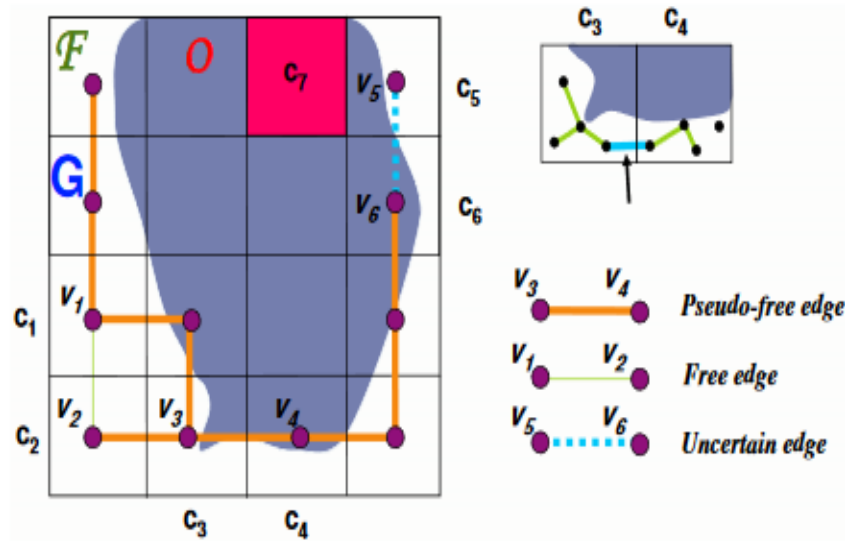 C3 C4
F O C7 V5 C5
G V6 C6
C1 V1
C2 V2 V3 V4
C3 C4
V3 V4 Pseudo-free edge
V1 V2 Free edge
V5 V6 Uncertain edge